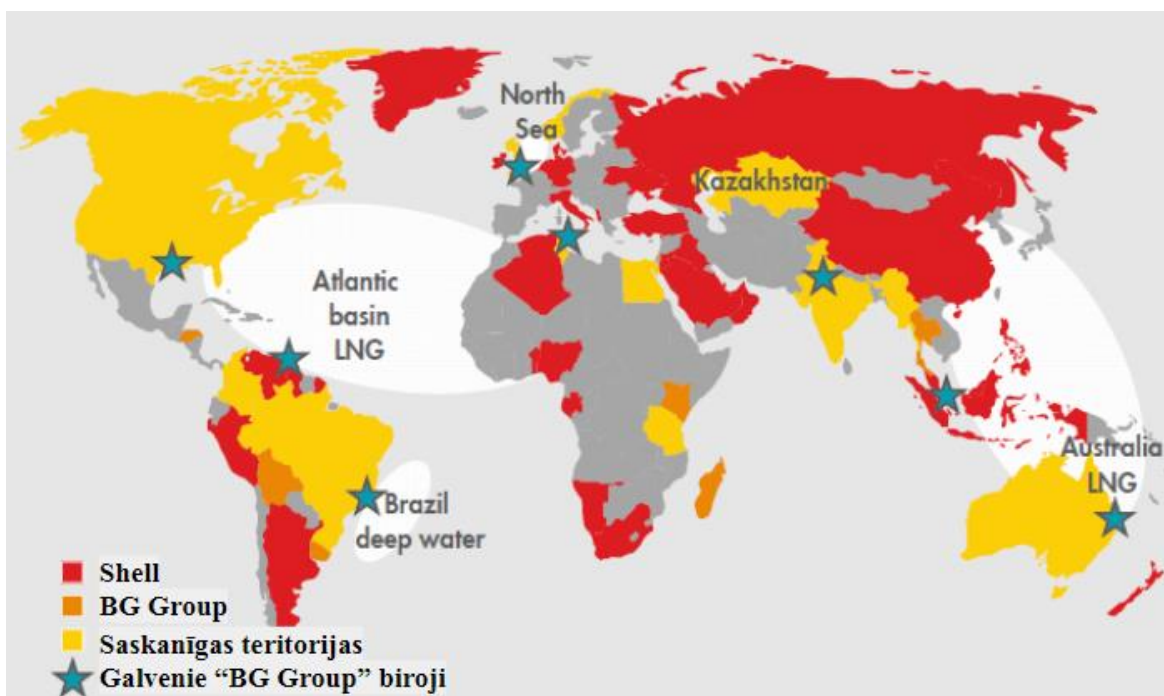 North
Sea
Kazakhstan
Atlantic
basin
LNG
Australia
LNG
Brazil
deep water
Shell
BG Group
Saskanīgas teritorijas
Galvenie “BG Group” biroji